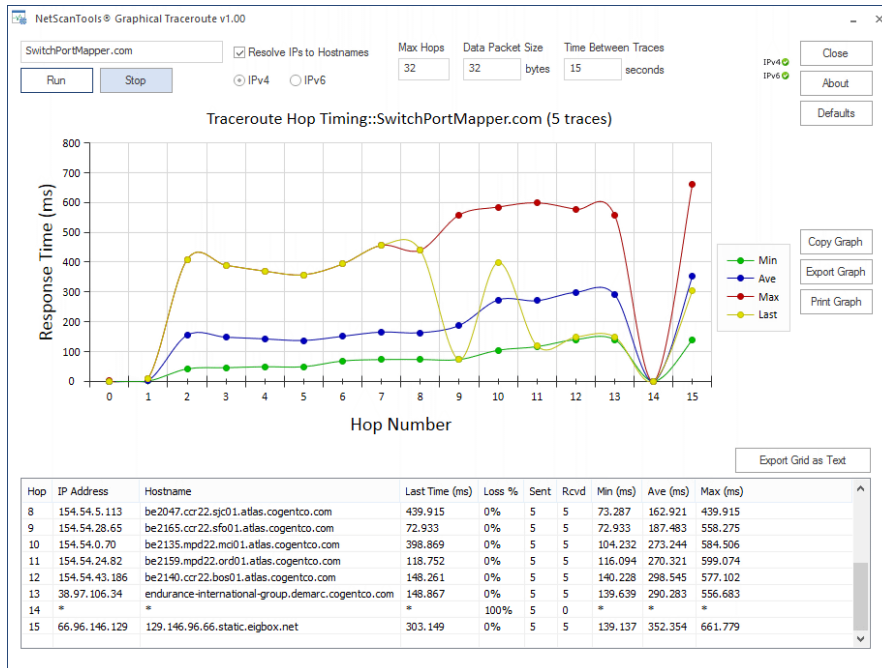 NetScanTools® Graphical Traceroute v1.00
SwitchPortMapper.com
Resolve IPs to Hostnames
Max Hops
Data Packet Size
Time Between Traces
32
32 bytes
15 seconds
Run
Stop
IPv4
IPv6
IPv4
IPv6
Close
About
Defaults
Traceroute Hop Timing::SwitchPortMapper.com (5 traces)
Response Time (ms)
800
700
600
500
400
300
200
100
0
0 1 2 3 4 5 6 7 8 9 10 11 12 13 14 15
Hop Number
Min
Ave
Max
Last
Copy Graph
Export Graph
Print Graph
Export Grid as Text
Hop IP Address Hostname Last Time (ms) Loss % Sent Rcvd Min (ms) Ave (ms) Max (ms)
8 154.54.5.113 be2047.ccr22.sjc01.atlas.cogentco.com 439.915 0% 5 5 73.287 162.921 439.915
9 154.54.28.65 be2165.ccr22.sfo01.atlas.cogentco.com 72.933 0% 5 5 72.933 187.483 558.275
10 154.54.0.70 be2135.mpd22.mci01.atlas.cogentco.com 398.869 0% 5 5 104.232 273.244 584.506
11 154.54.24.82 be2159.mpd22.ord01.atlas.cogentco.com 118.752 0% 5 5 116.094 270.321 599.074
12 154.54.43.186 be2140.ccr22.bos01.atlas.cogentco.com 148.261 0% 5 5 140.228 298.545 577.102
13 38.97.106.34 endurance-international-group.demarc.cogentco.com 148.867 0% 5 5 139.639 290.283 556.683
14 * * * 100% 5 0 * * *
15 66.96.146.129 129.146.96.66.static.eigbox.net 303.149 0% 5 5 139.137 352.354 661.779